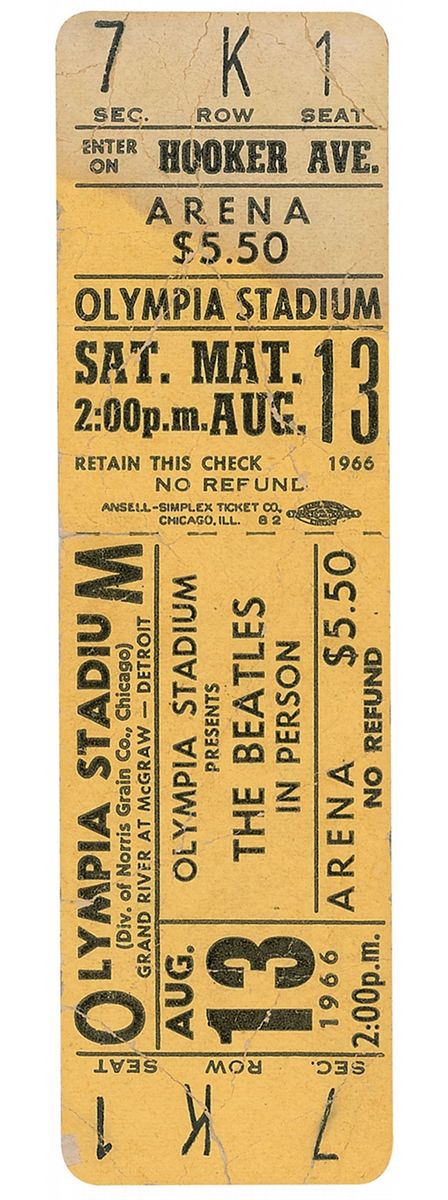 7 K 1
SEC. ROW SEAT
ENTER ON HOOKER AVE.
ARENA
$5.50
OLYMPIA STADIUM
SAT. MAT. 13
2:00p.m. AUG.
RETAIN THIS CHECK 1966
NO REFUND
ANSELL-SIMPLEX TICKET CO.,
CHICAGO, ILL. 82
OLYMPIA STADIUM
(Div. of Norris Grain Co., Chicago)
GRAND RIVER AT McGRAW — DETROIT
OLYMPIA STADIUM
PRESENTS
THE BEATLES
IN PERSON
ARENA $5.50
NO REFUND
AUG.
13
1966
2:00p.m.
SEC. ROW SEAT
7 K 1